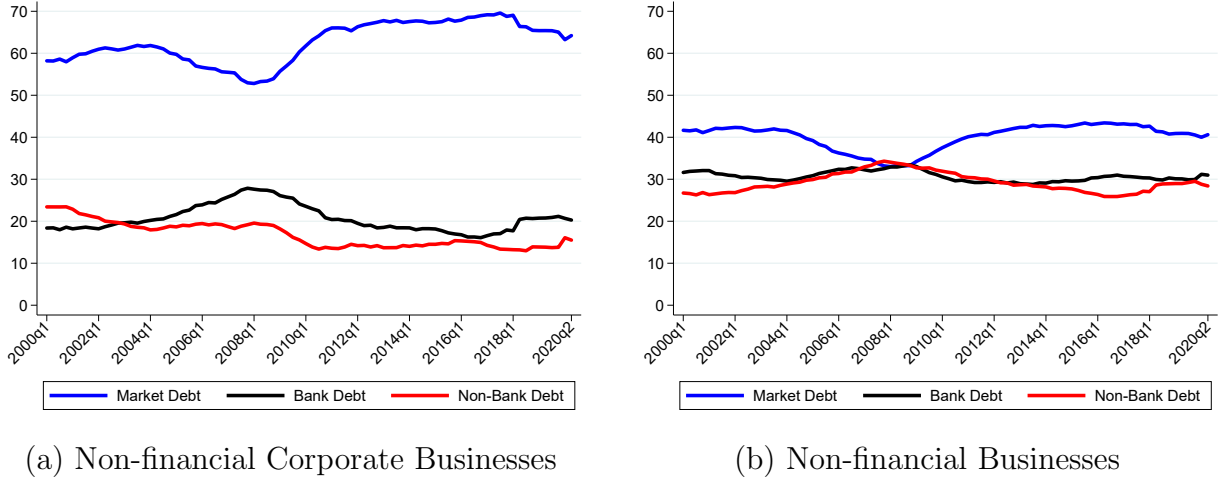 70
60
50
40
30
20
10
0
2000q1
2002q1
2004q1
2006q1
2008q1
2010q1
2012q1
2014q1
2016q1
2018q1
2020q2
Market Debt Bank Debt Non-Bank Debt
(a) Non-financial Corporate Businesses
70
60
50
40
30
20
10
0
2000q1
2002q1
2004q1
2006q1
2008q1
2010q1
2012q1
2014q1
2016q1
2018q1
2020q2
Market Debt Bank Debt Non-Bank Debt
(b) Non-financial Businesses